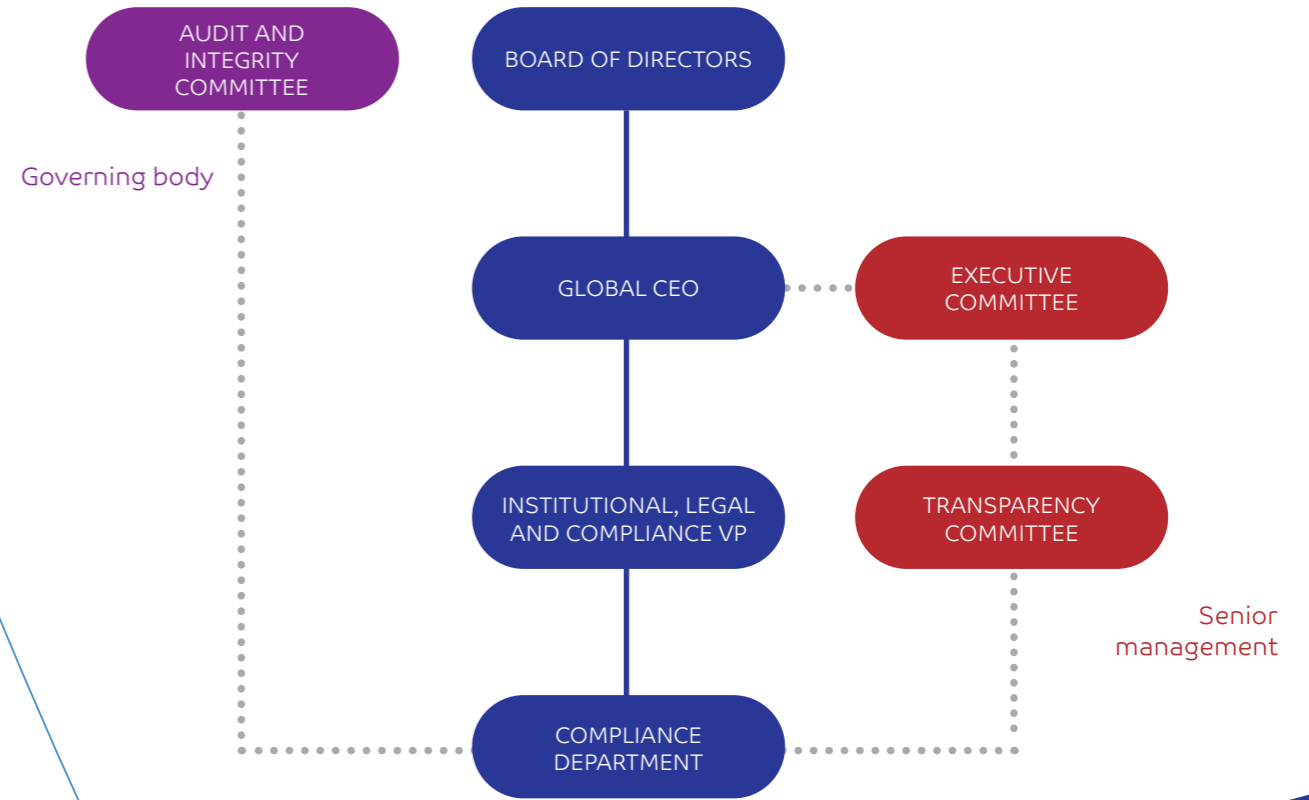 AUDIT AND
INTEGRITY
COMMITTEE
BOARD OF DIRECTORS
Governing body
GLOBAL CEO
EXECUTIVE
COMMITTEE
INSTITUTIONAL, LEGAL
AND COMPLIANCE VP
TRANSPARENCY
COMMITTEE
Senior
management
COMPLIANCE
DEPARTMENT